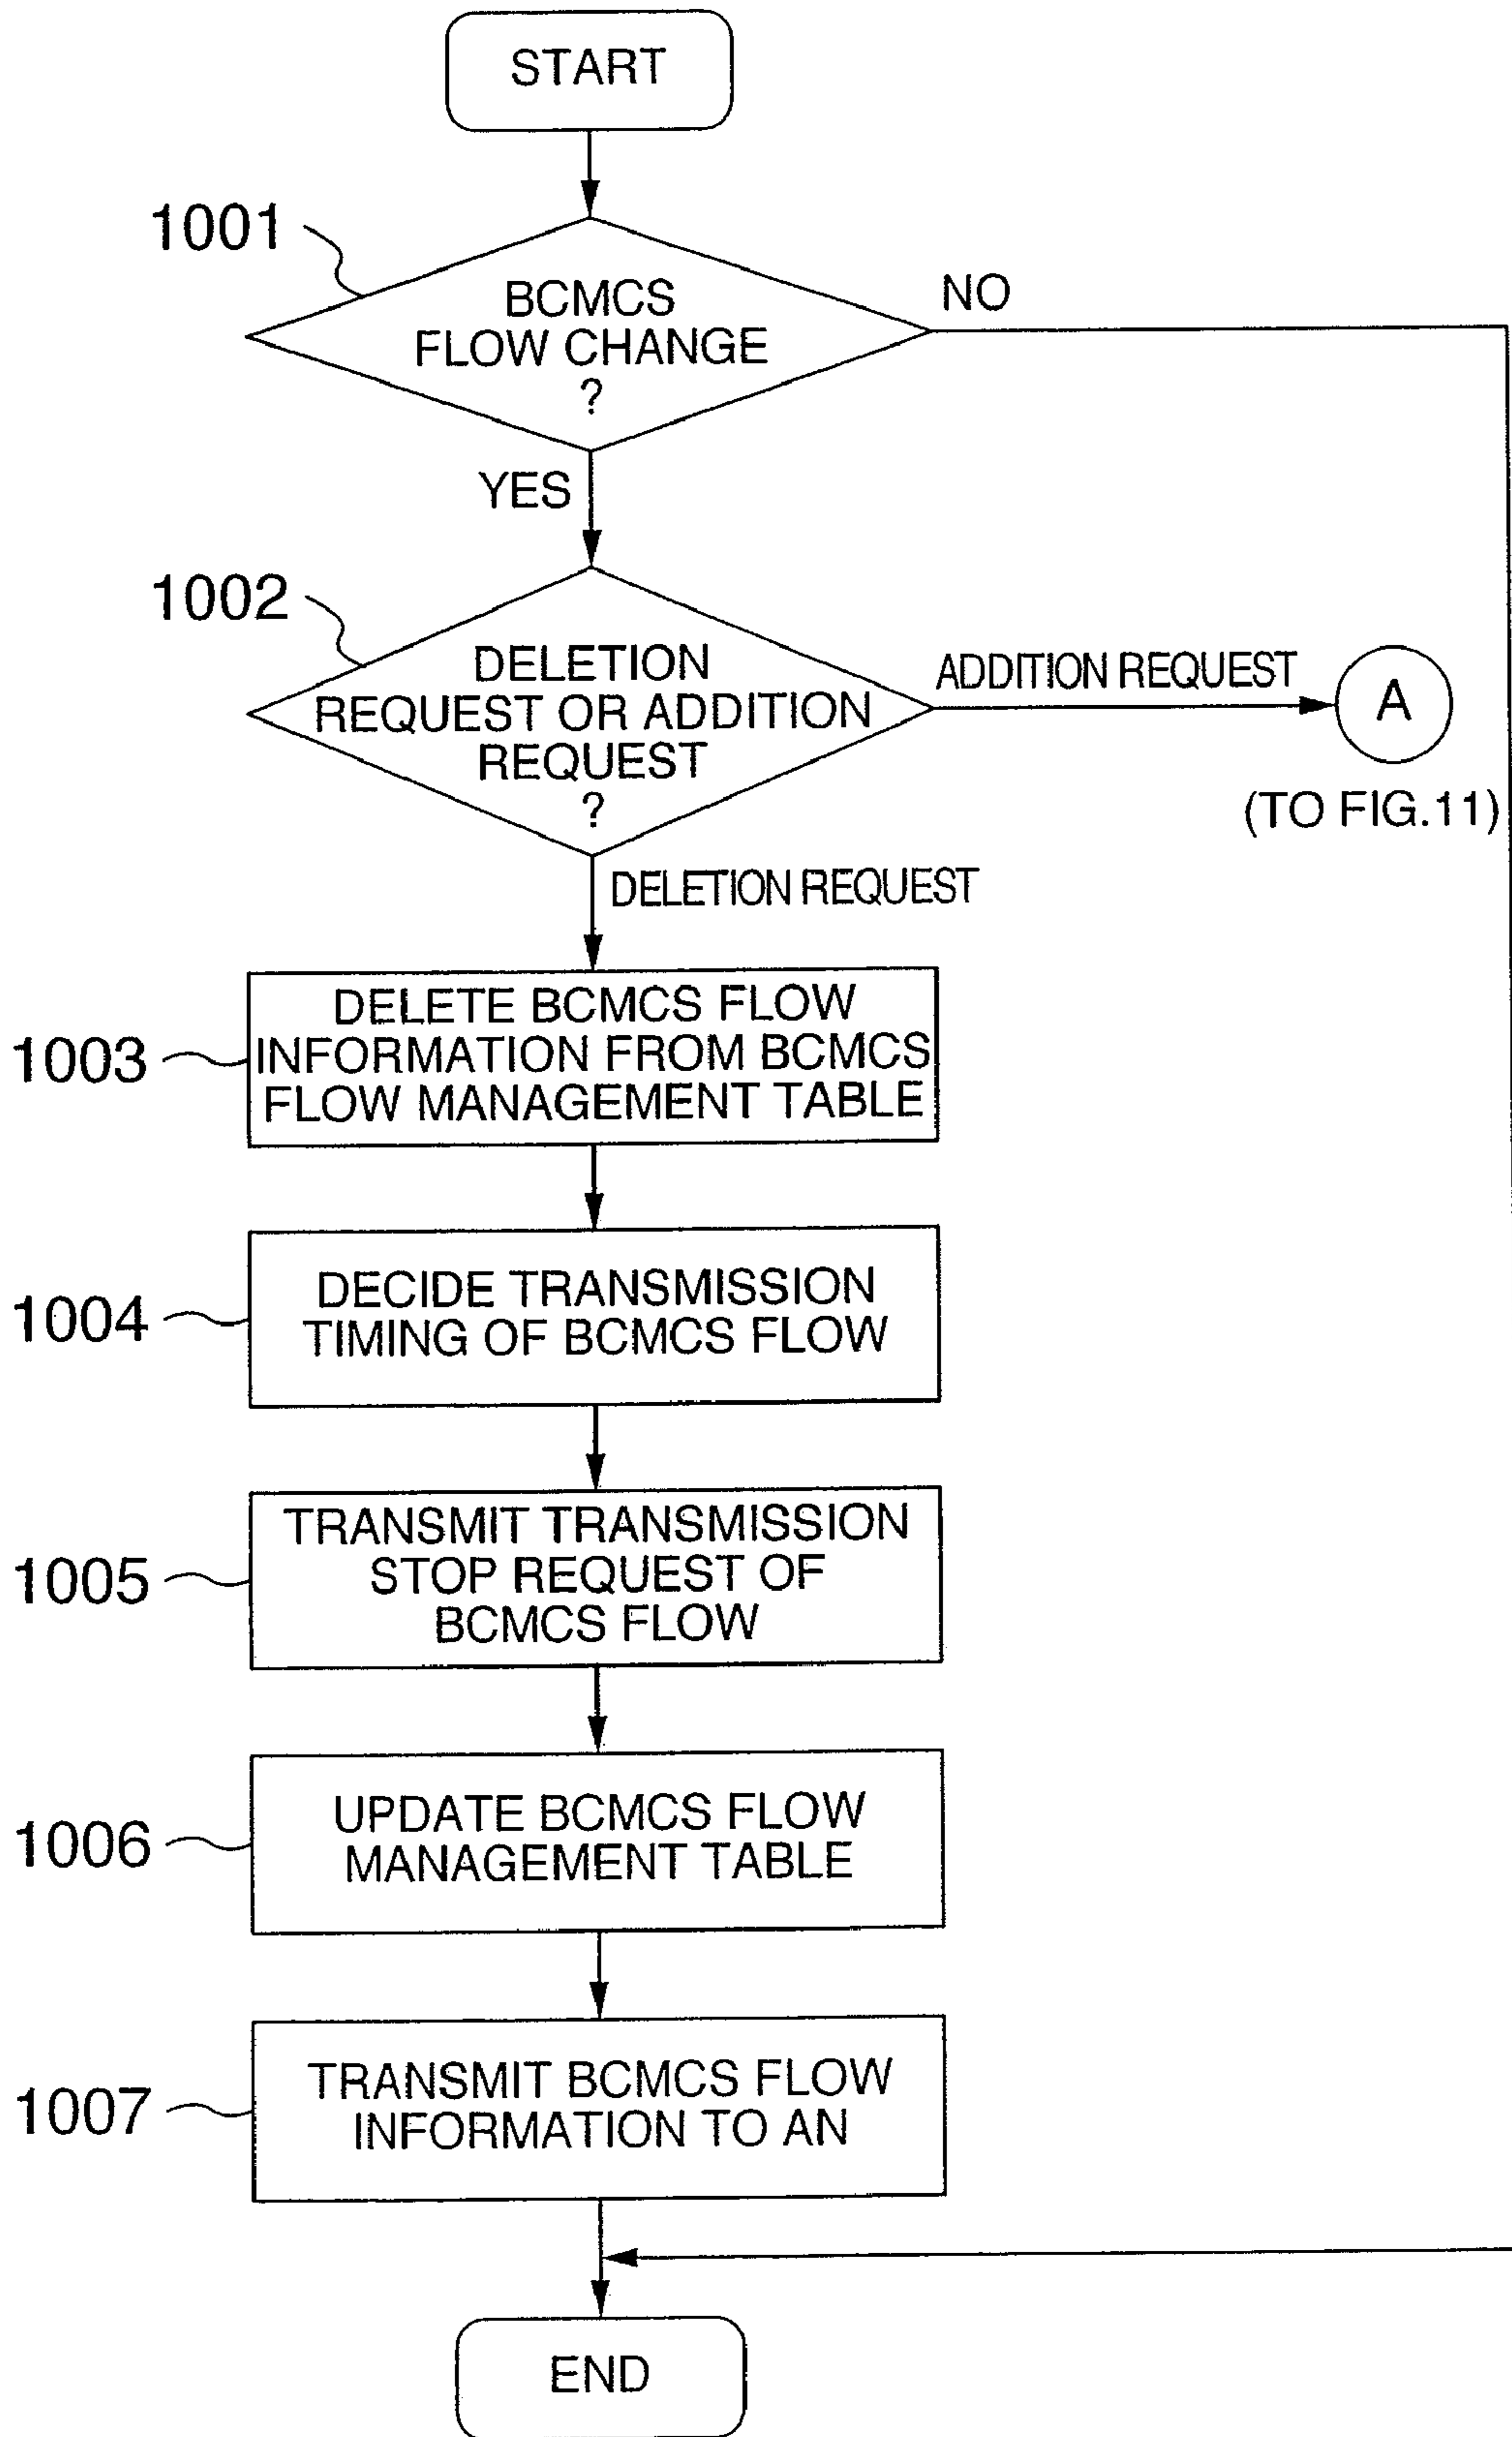 START
1001
BCMCS
FLOW CHANGE
?
NO
YES
1002
DELETION
REQUEST OR ADDITION
REQUEST
?
ADDITION REQUEST
A
(TO FIG.11)
DELETION REQUEST
1003
DELETE BCMCS FLOW
INFORMATION FROM BCMCS
FLOW MANAGEMENT TABLE
1004
DECIDE TRANSMISSION
TIMING OF BCMCS FLOW
1005
TRANSMIT TRANSMISSION
STOP REQUEST OF
BCMCS FLOW
1006
UPDATE BCMCS FLOW
MANAGEMENT TABLE
1007
TRANSMIT BCMCS FLOW
INFORMATION TO AN
END